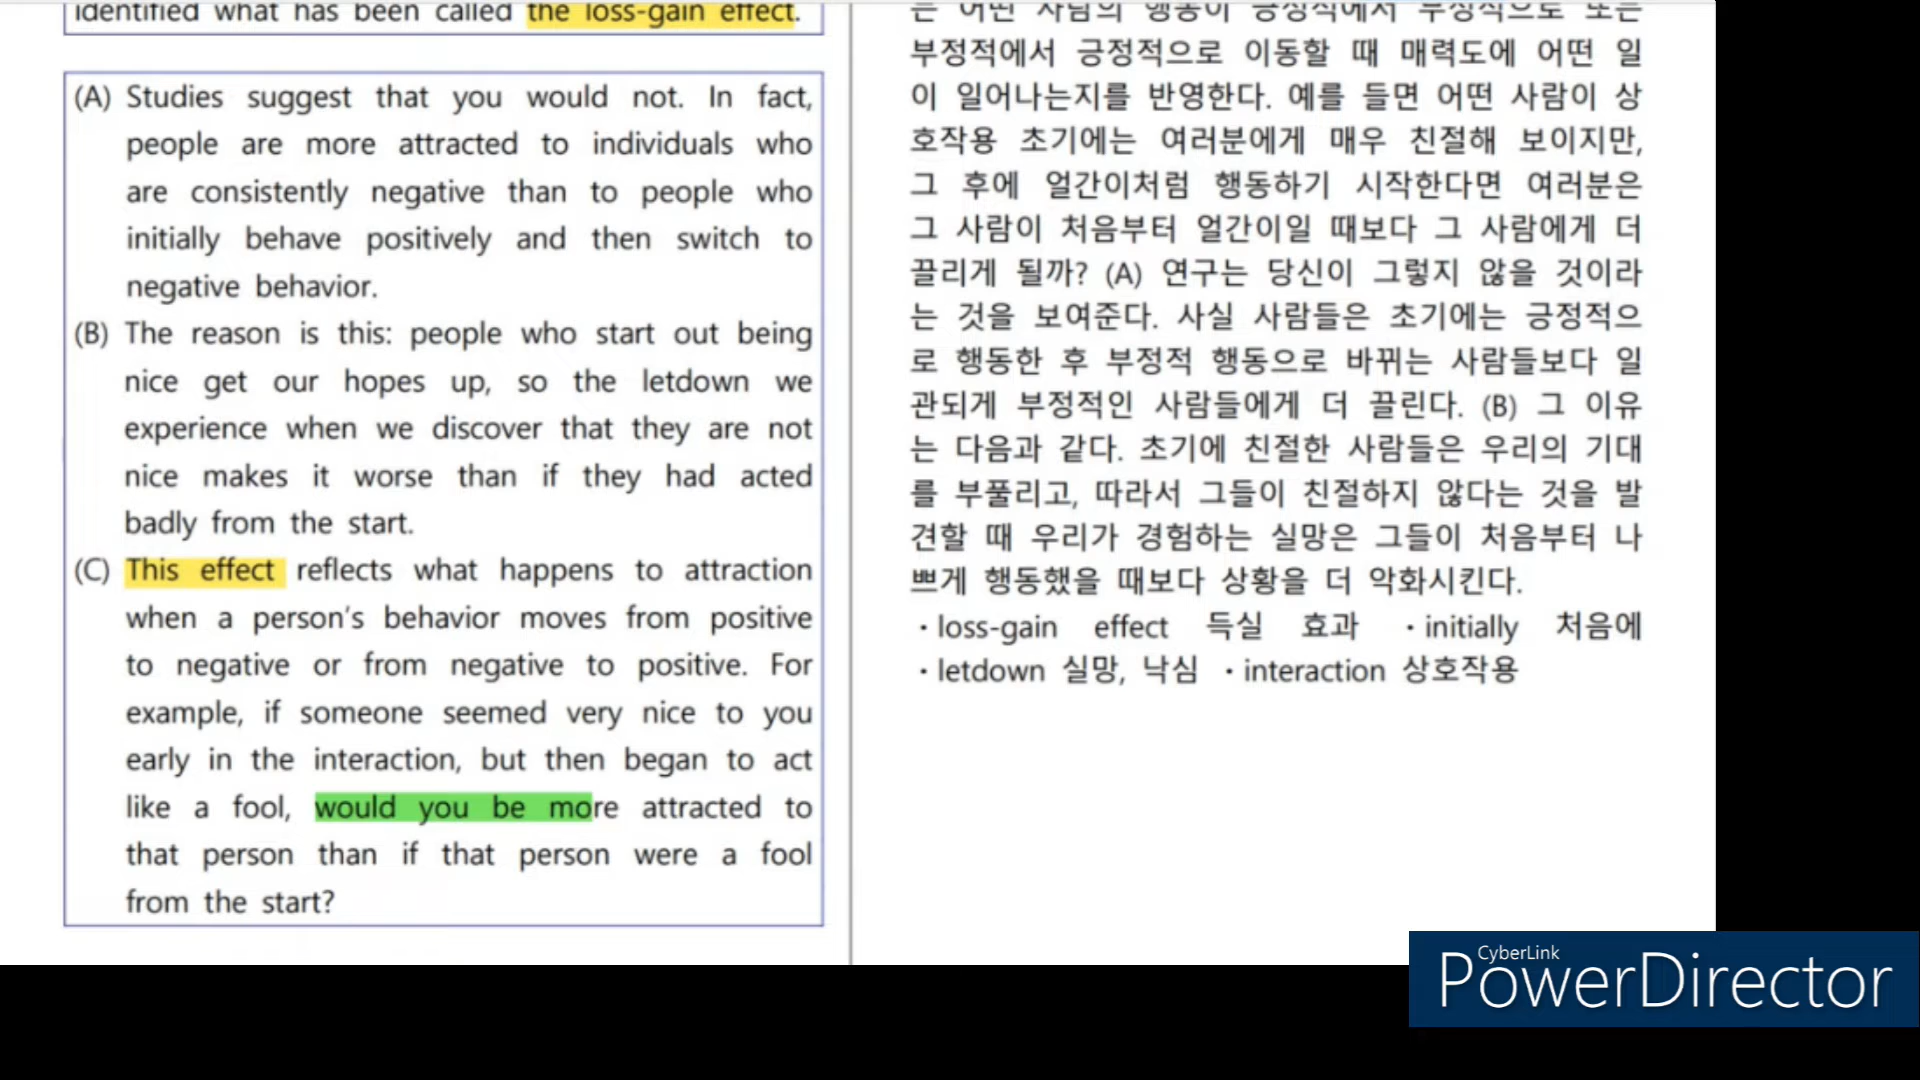 identified what has been called the loss-gain effect.
(A) Studies suggest that you would not. In fact,
people are more attracted to individuals who
are consistently negative than to people who
initially behave positively and then switch to
negative behavior.
(B) The reason is this: people who start out being
nice get our hopes up, so the letdown we
experience when we discover that they are not
nice makes it worse than if they had acted
badly from the start.
(C) This effect reflects what happens to attraction
when a person's behavior moves from positive
to negative or from negative to positive. For
example, if someone seemed very nice to you
early in the interaction, but then began to act
like a fool, would you be more attracted to
that person than if that person were a fool
from the start?
은 어떤 사람의 행동이 긍정적에서 부정적으로 또는
부정적에서 긍정적으로 이동할 때 매력도에 어떤 일
이 일어나는지를 반영한다. 예를 들면 어떤 사람이 상
호작용 초기에는 여러분에게 매우 친절해 보이지만,
그 후에 얼간이처럼 행동하기 시작한다면 여러분은
그 사람이 처음부터 얼간이일 때보다 그 사람에게 더
끌리게 될까? (A) 연구는 당신이 그렇지 않을 것이라
는 것을 보여준다. 사실 사람들은 초기에는 긍정적으
로 행동한 후 부정적 행동으로 바뀌는 사람들보다 일
관되게 부정적인 사람들에게 더 끌린다. (B) 그 이유
는 다음과 같다. 초기에 친절한 사람들은 우리의 기대
를 부풀리고, 따라서 그들이 친절하지 않다는 것을 발
견할 때 우리가 경험하는 실망은 그들이 처음부터 나
쁘게 행동했을 때보다 상황을 더 악화시킨다.
・loss-gain effect 득실 효과 ・initially 처음에
・letdown 실망, 낙심 ・interaction 상호작용
CyberLink
PowerDirector